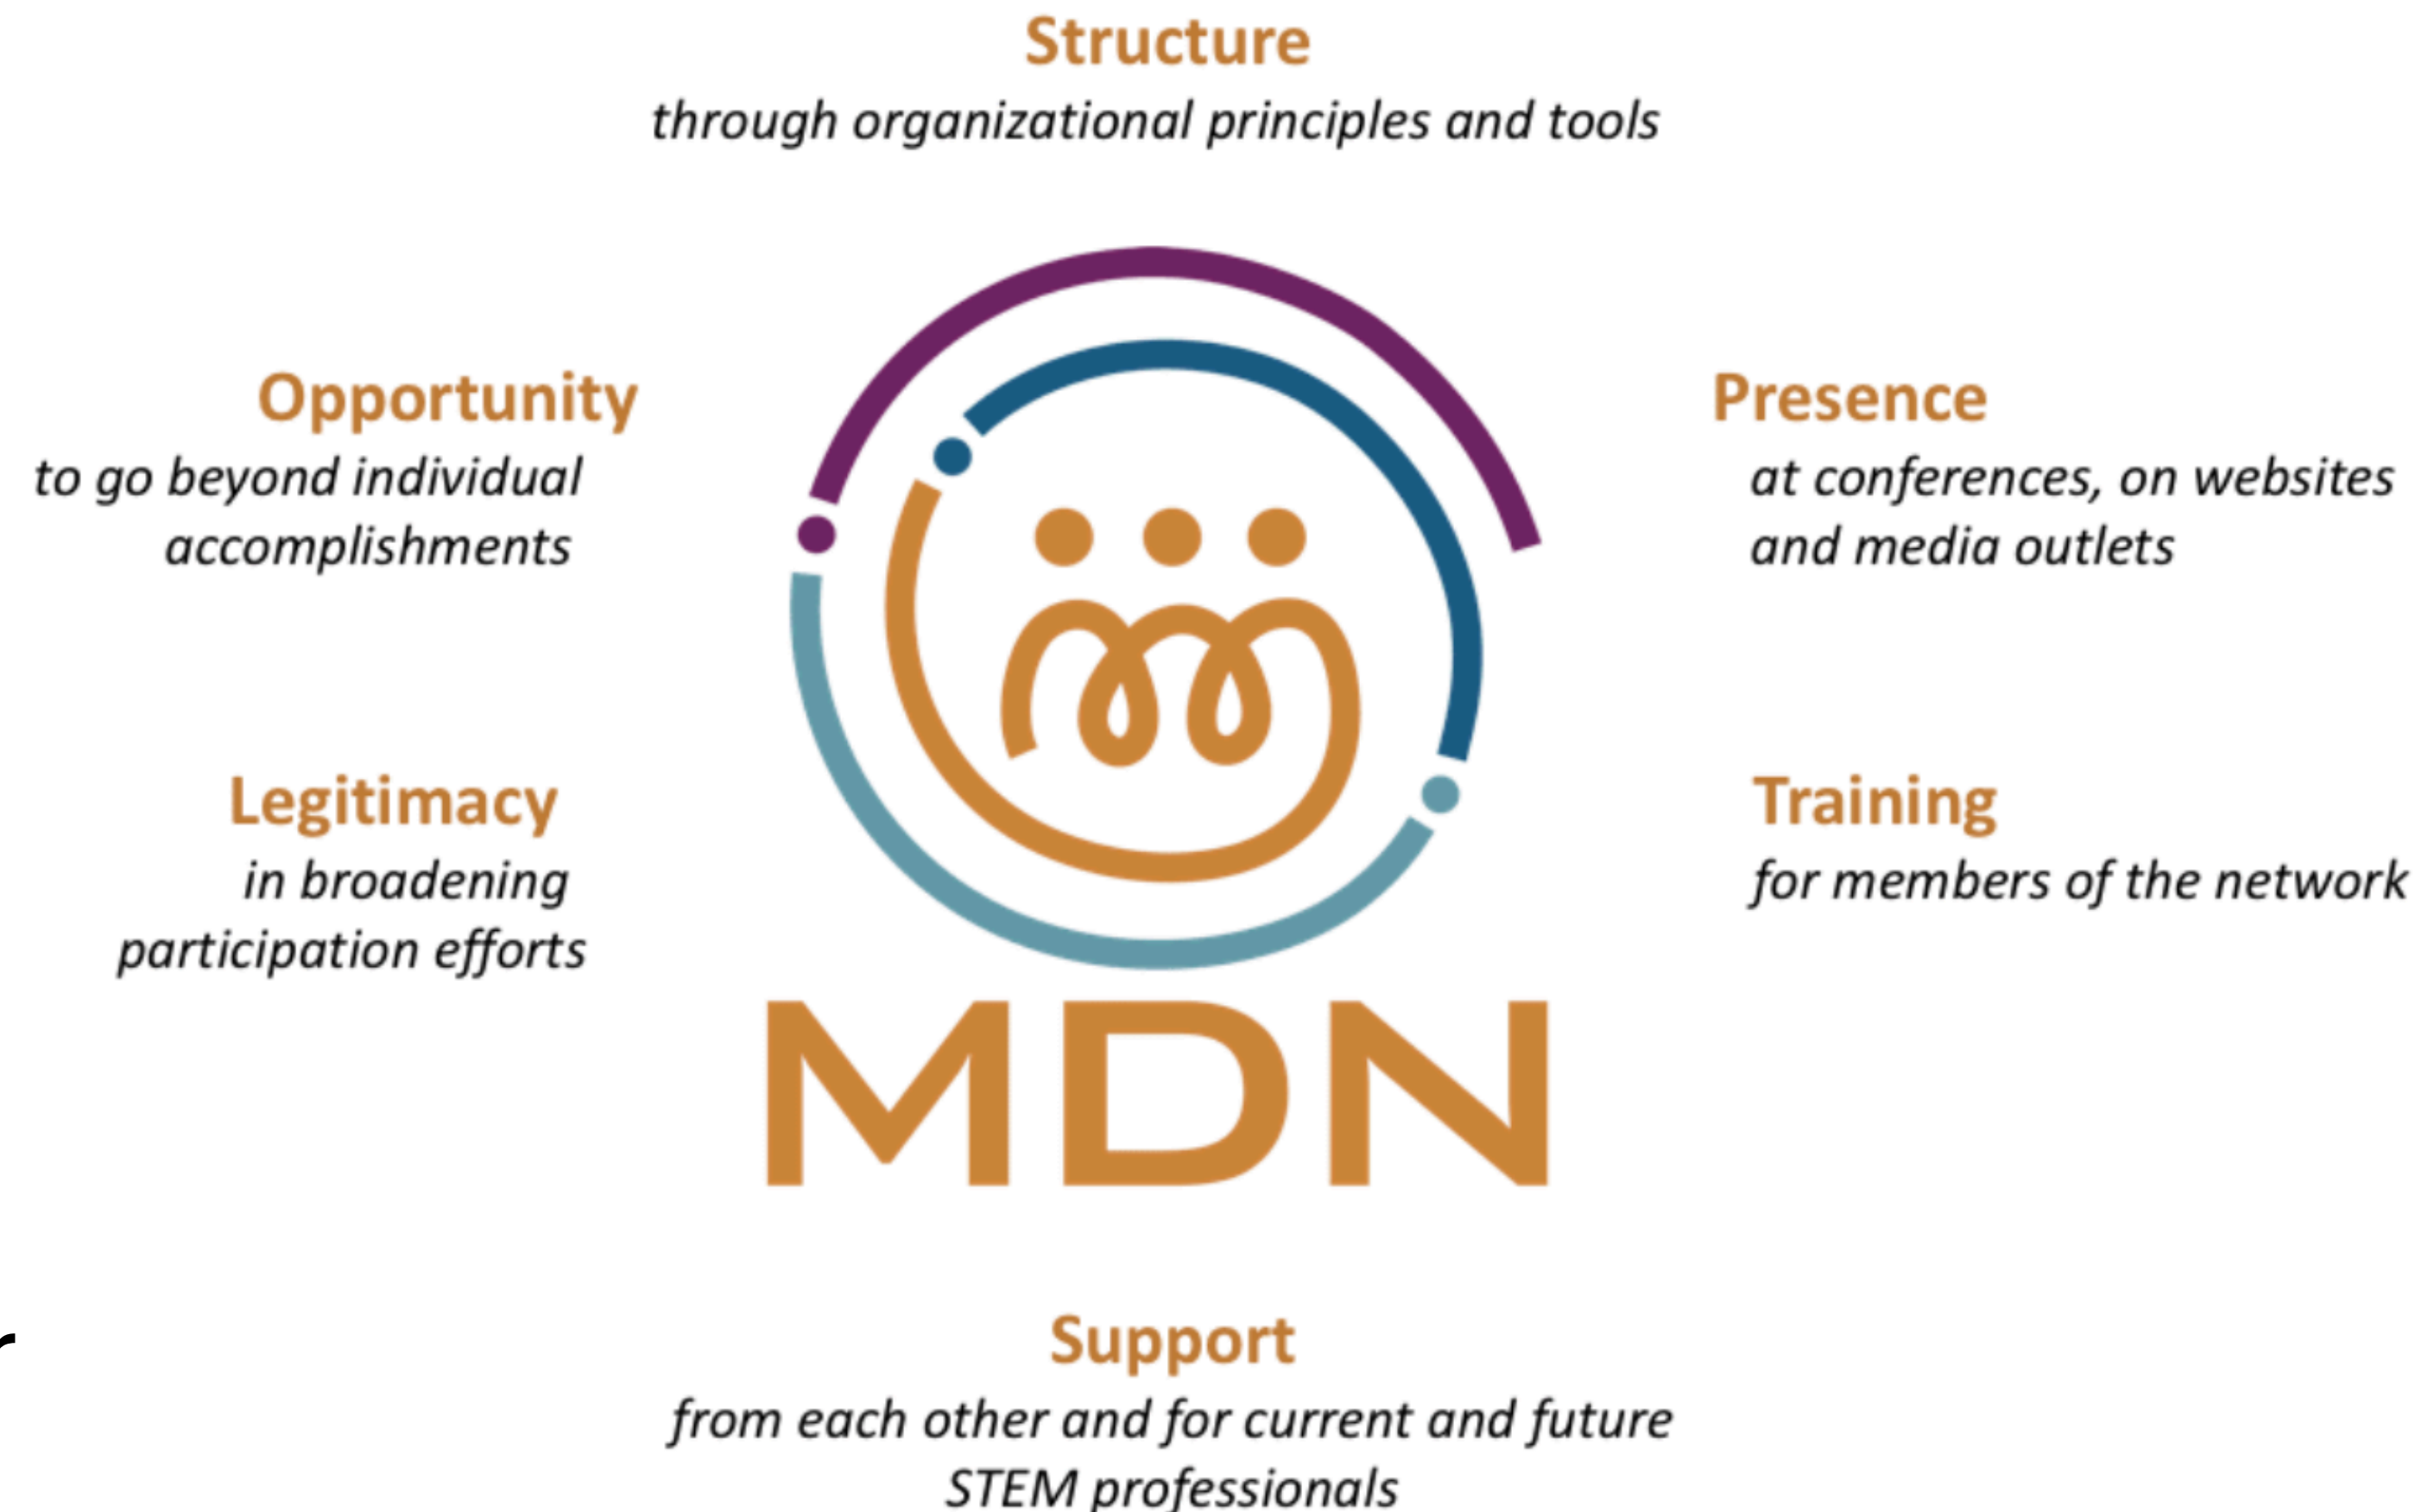 Structure
through organizational principles and tools
Opportunity
to go beyond individual
accomplishments
Presence
at conferences, on websites
and media outlets
Legitimacy
in broadening
participation efforts
Training
for members of the network
MDN
Support
from each other and for current and future
STEM professionals